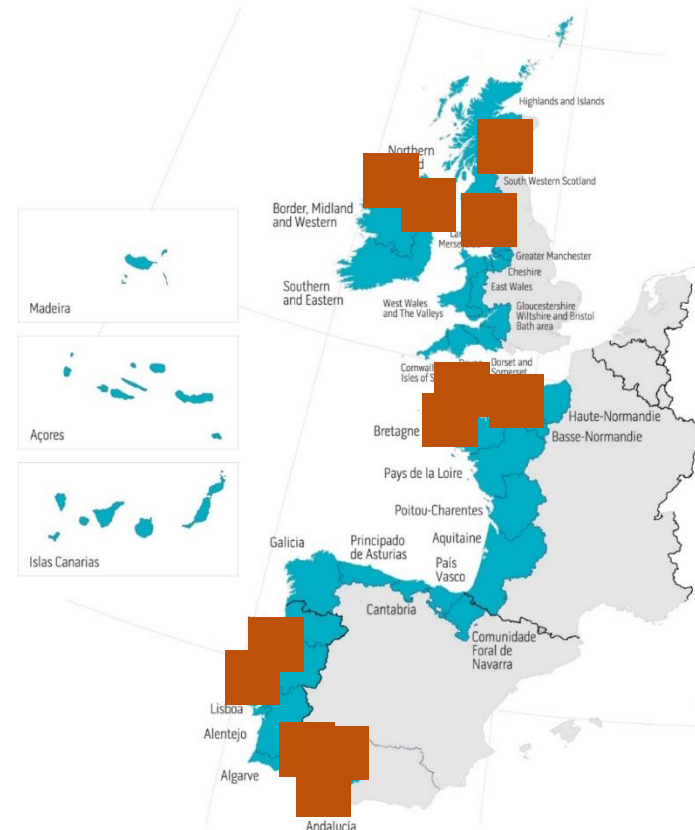 Highlands and Islands
Northern
South Western Scotland
Border, Midland
and Western
Southern
and Eastern
Greater Manchester
Cheshire
East Wales
West Wales
and The Valleys
Gloucestershire
Wiltshire and Bristol
Bath area
Dorset and
Somerset
Cornwall
Isles of
Haute-Normandie
Basse-Normandie
Bretagne
Pays de la Loire
Poitou-Charentes
Aquitaine
País
Vasco
Principado
de Asturias
Galicia
Cantabria
Comunidade
Foral de
Navarra
Lisboa
Alentejo
Algarve
Andalucía
Madeira
Açores
Islas Canarias